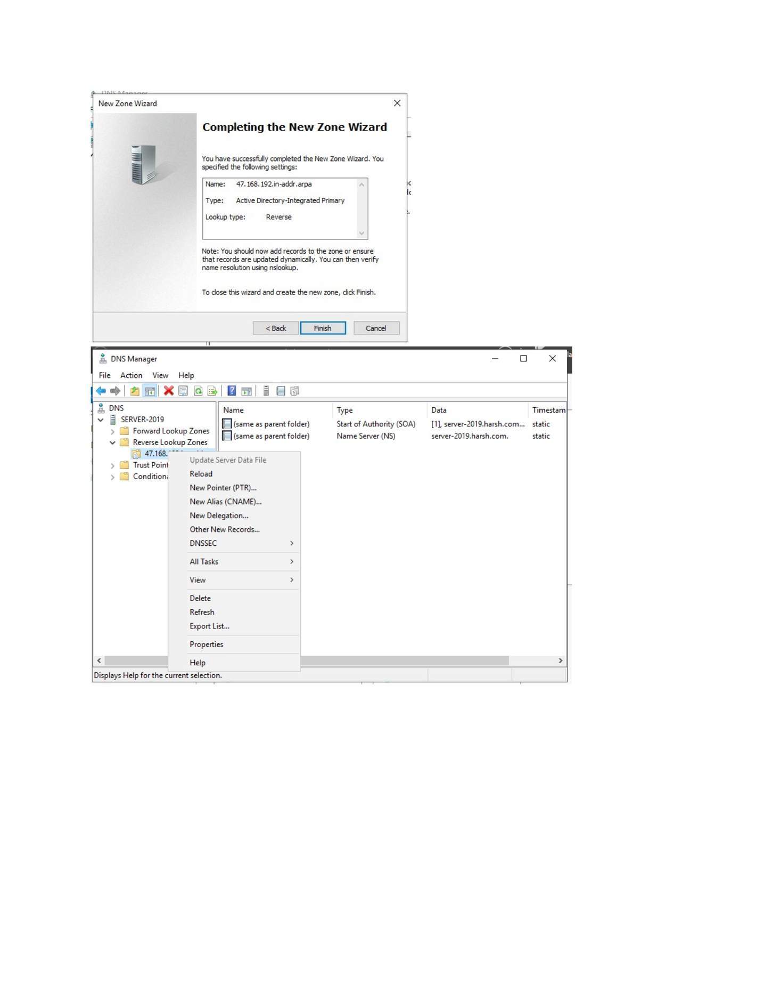 DNS Manager
New Zone Wizard
Completing the New Zone Wizard
You have successfully completed the New Zone Wizard. You
specified the following settings:
Name: 47.168.192.in-addr.arpa
Type: Active Directory-Integrated Primary
Lookup type: Reverse
Note: You should now add records to the zone or ensure
that records are updated dynamically. You can then verify
name resolution using nslookup.
To close this wizard and create the new zone, click Finish.
< Back Finish Cancel
DNS Manager
File Action View Help
DNS
SERVER-2019
Forward Lookup Zones
Reverse Lookup Zones
47.168.
Trust Point
Condition
Name Type Data Timestam
(same as parent folder) Start of Authority (SOA) [1], server-2019.harsh.com... static
(same as parent folder) Name Server (NS) server-2019.harsh.com. static
Update Server Data File
Reload
New Pointer (PTR)...
New Alias (CNAME)...
New Delegation...
Other New Records...
DNSSEC
All Tasks
View
Delete
Refresh
Export List...
Properties
Help
Displays Help for the current selection.